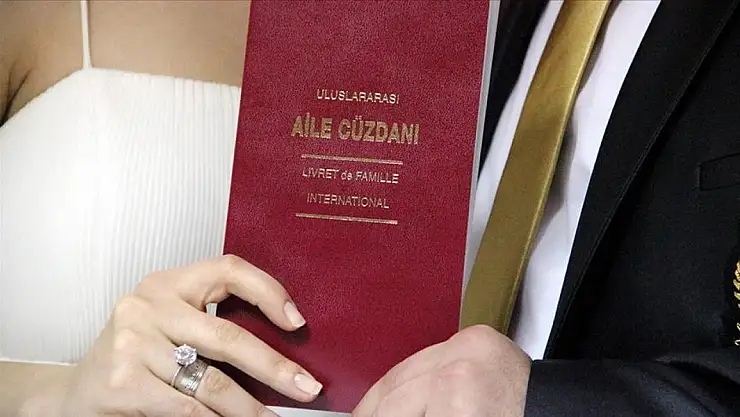 ULUSLARARASI
AİLE CÜZDANI
LIVRET de FAMILLE
INTERNATIONAL